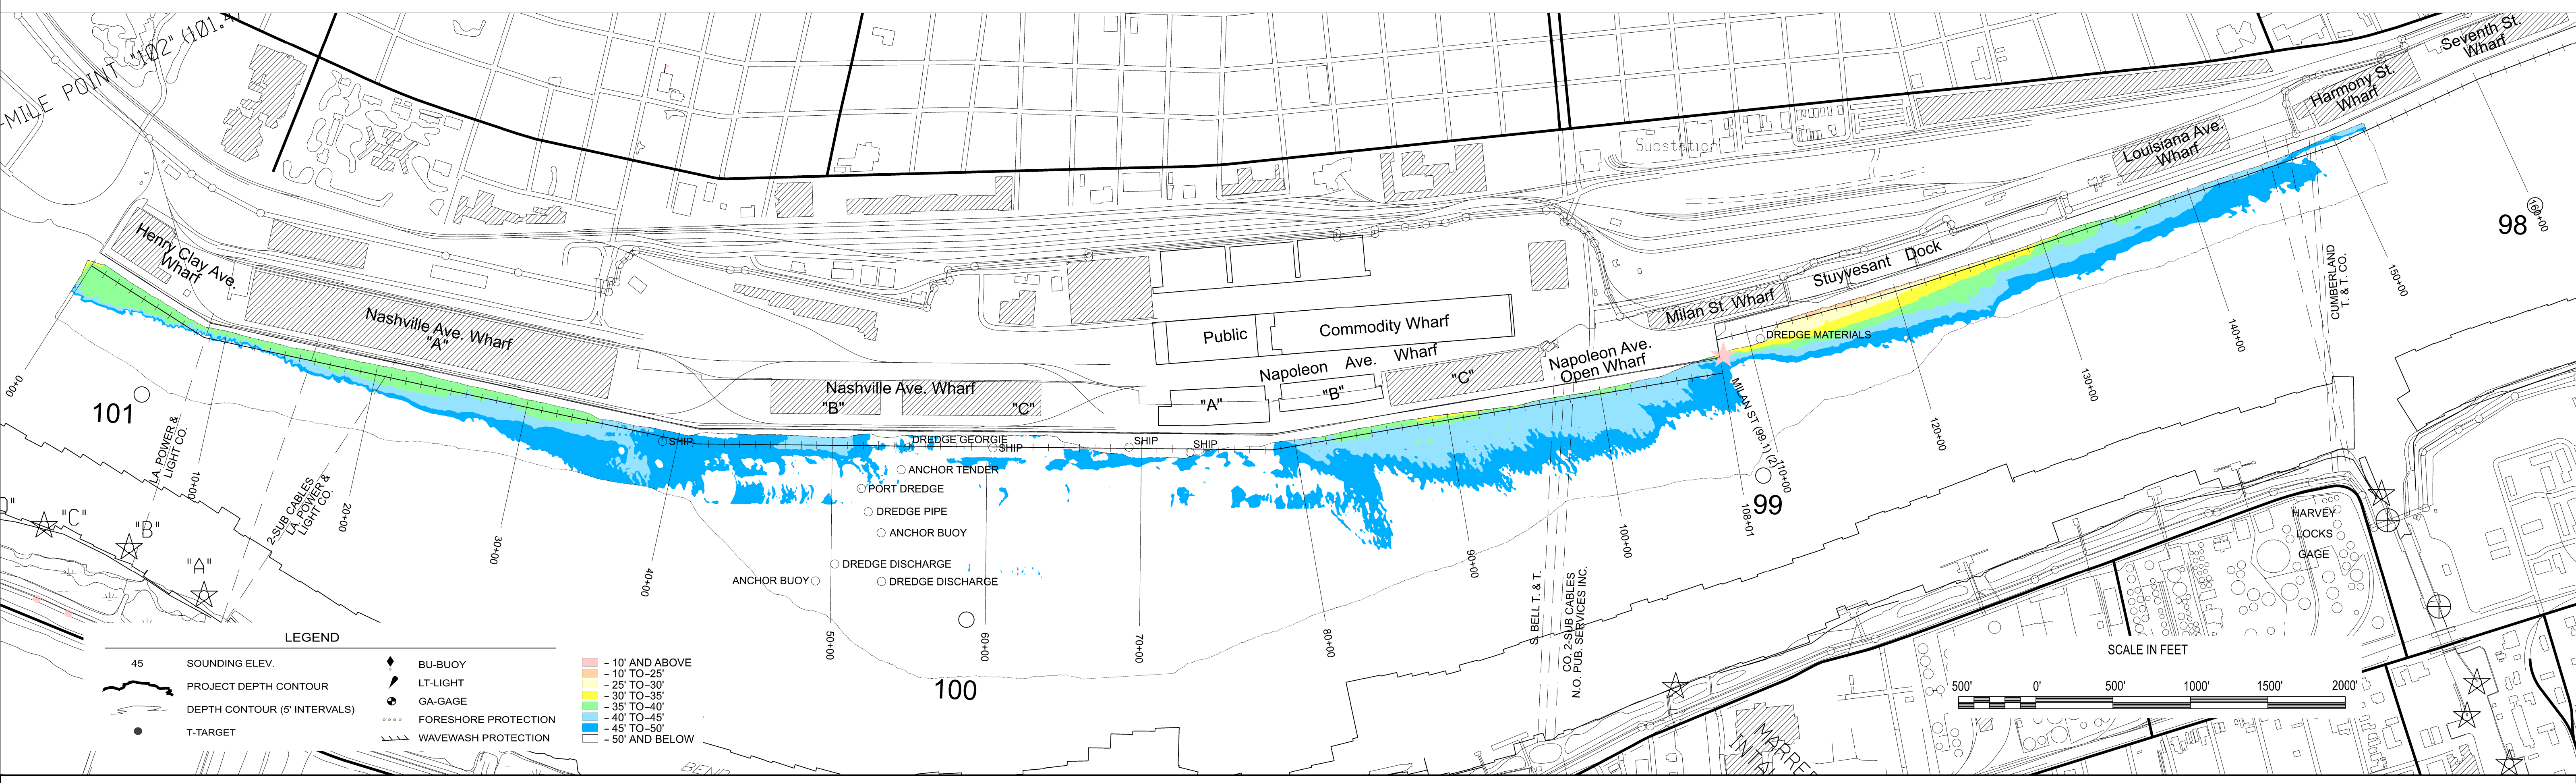 -MILE POINT "102" (101.4)
Seventh St.
Wharf
Harmony St.
Wharf
Louisiana Ave.
Wharf
Substation
Henry Clay Ave.
Wharf
Stuyvesant Dock
Milan St. Wharf
DREDGE MATERIALS
Nashville Ave. Wharf
"A"
Public
Commodity Wharf
Napoleon Ave. Wharf
Napoleon Ave.
Open Wharf
Nashville Ave. Wharf
"B"
"C"
"A"
"B"
"C"
98
160+00
CUMBERLAND
T. & T. CO.
150+00
140+00
130+00
120+00
110+00
MILAN ST (99.1) (2)
108+01
99
100+00
90+00
80+00
70+00
60+00
50+00
40+00
30+00
20+00
10+00
0+00
101
LA. POWER &
LIGHT CO.
2-SUB CABLES
LA. POWER &
LIGHT CO.
SHIP
DREDGE GEORGIE
SHIP
SHIP
SHIP
ANCHOR TENDER
PORT DREDGE
DREDGE PIPE
ANCHOR BUOY
DREDGE DISCHARGE
ANCHOR BUOY
DREDGE DISCHARGE
100
S. BELL T. & T.
CO. 2-SUB CABLES
N.O. PUB. SERVICES INC.
HARVEY
LOCKS
GAGE
D"
"C"
"B"
"A"
LEGEND
45 SOUNDING ELEV.
PROJECT DEPTH CONTOUR
DEPTH CONTOUR (5' INTERVALS)
T-TARGET
BU-BUOY
LT-LIGHT
GA-GAGE
FORESHORE PROTECTION
WAVEWASH PROTECTION
- 10' AND ABOVE
- 10' TO-25'
- 25' TO-30'
- 30' TO-35'
- 35' TO-40'
- 40' TO-45'
- 45' TO-50'
- 50' AND BELOW
SCALE IN FEET
500' 0' 500' 1000' 1500' 2000'
BEND
MARRER